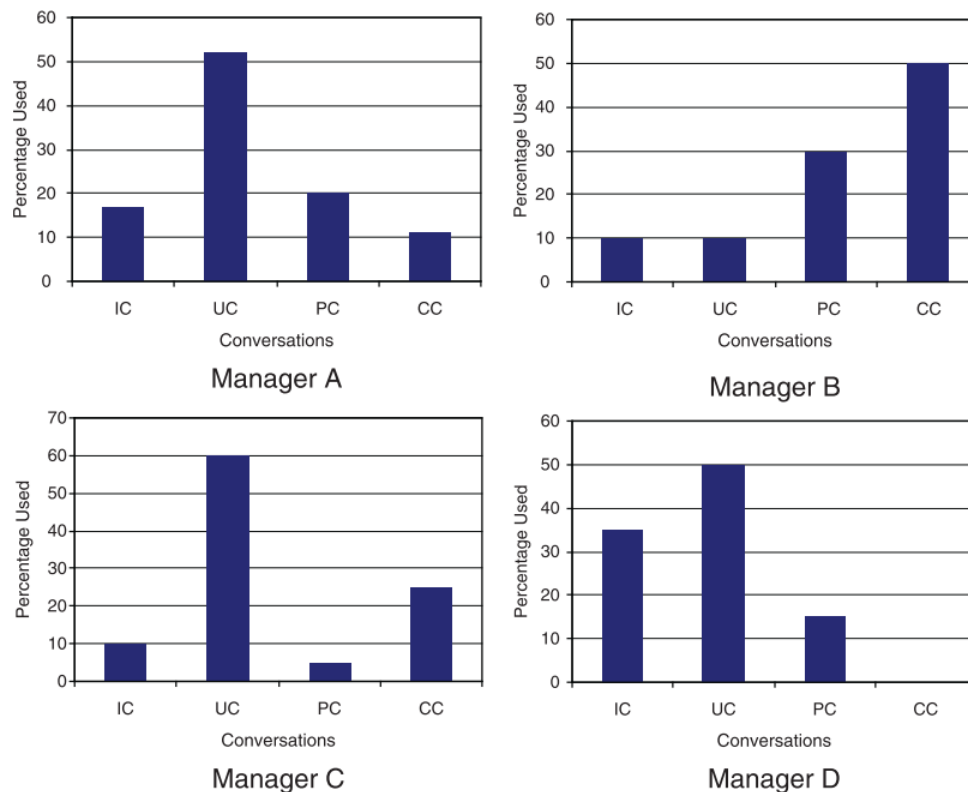 60
50
40
30
20
10
0
Percentage Used
IC UC PC CC
Conversations
Manager A
60
50
40
30
20
10
0
Percentage Used
IC UC PC CC
Conversations
Manager B
70
60
50
40
30
20
10
0
Percentage Used
IC UC PC CC
Conversations
Manager C
60
50
40
30
20
10
0
Percentage Used
IC UC PC CC
Conversations
Manager D